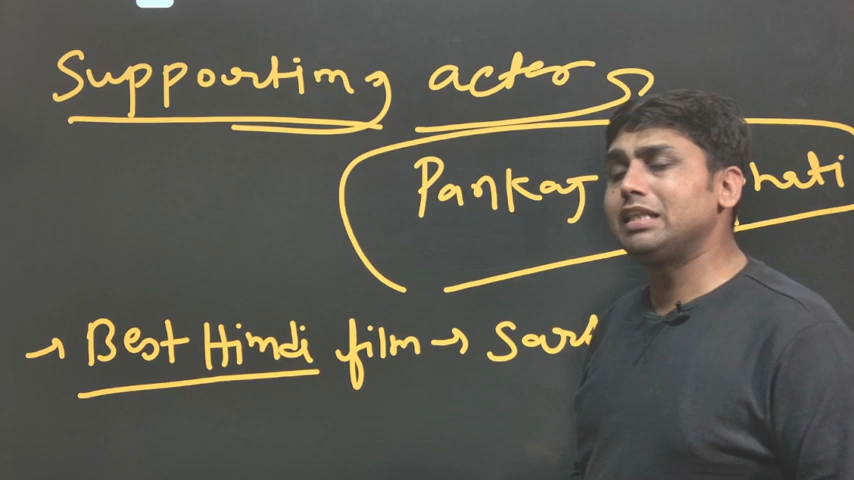 Supporting actor
Pankaj
→ Best Hindi film →